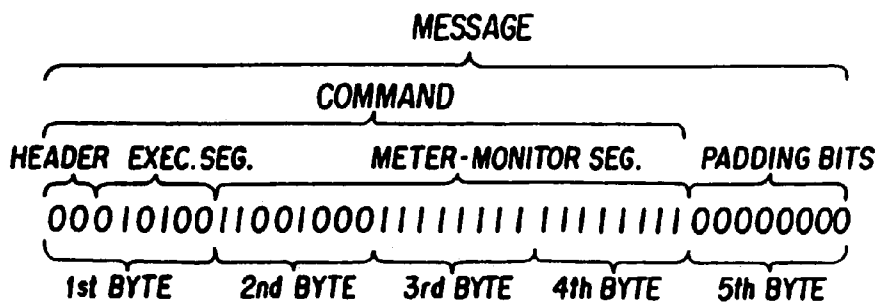 MESSAGE
COMMAND
HEADER EXEC. SEG. METER-MONITOR SEG. PADDING BITS
0001010011001000111111111111111100000000
1st BYTE 2nd BYTE 3rd BYTE 4th BYTE 5th BYTE